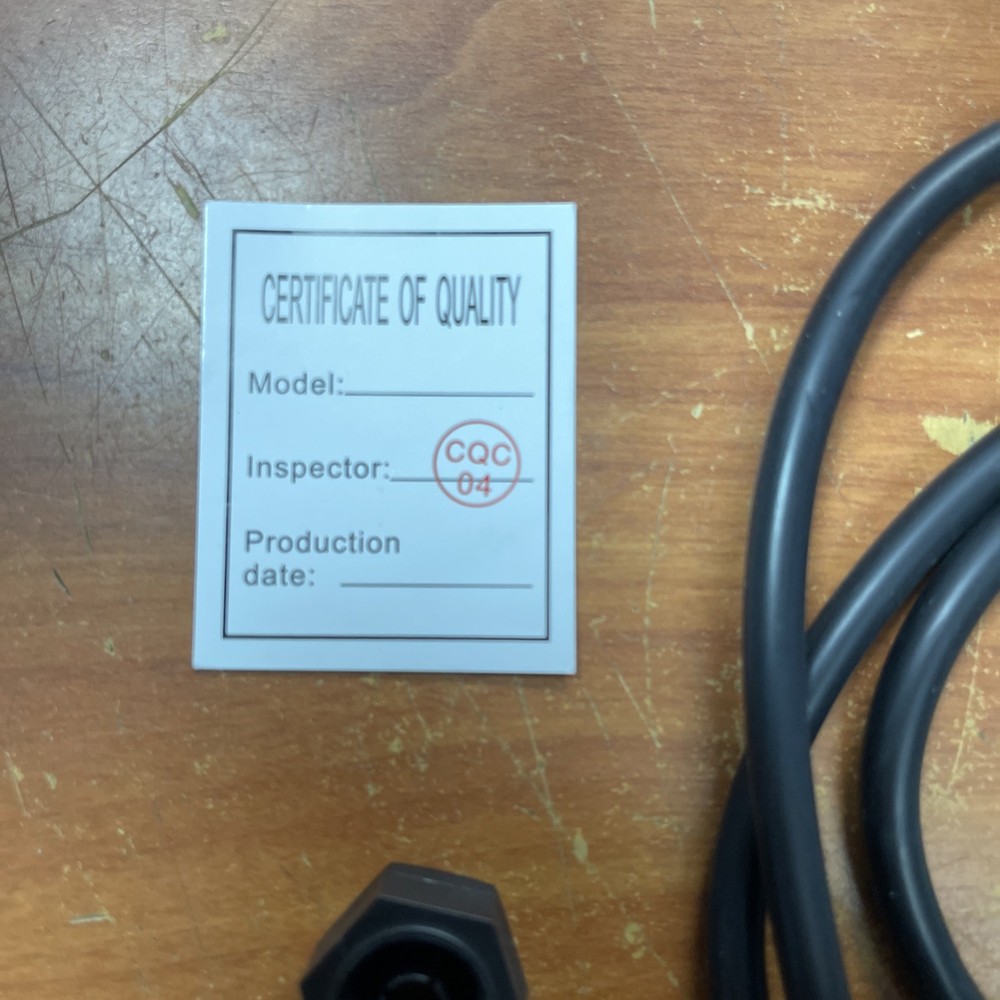 CERTIFICATE OF QUALITY
Model:
Inspector:
CQC
04
Production
date: